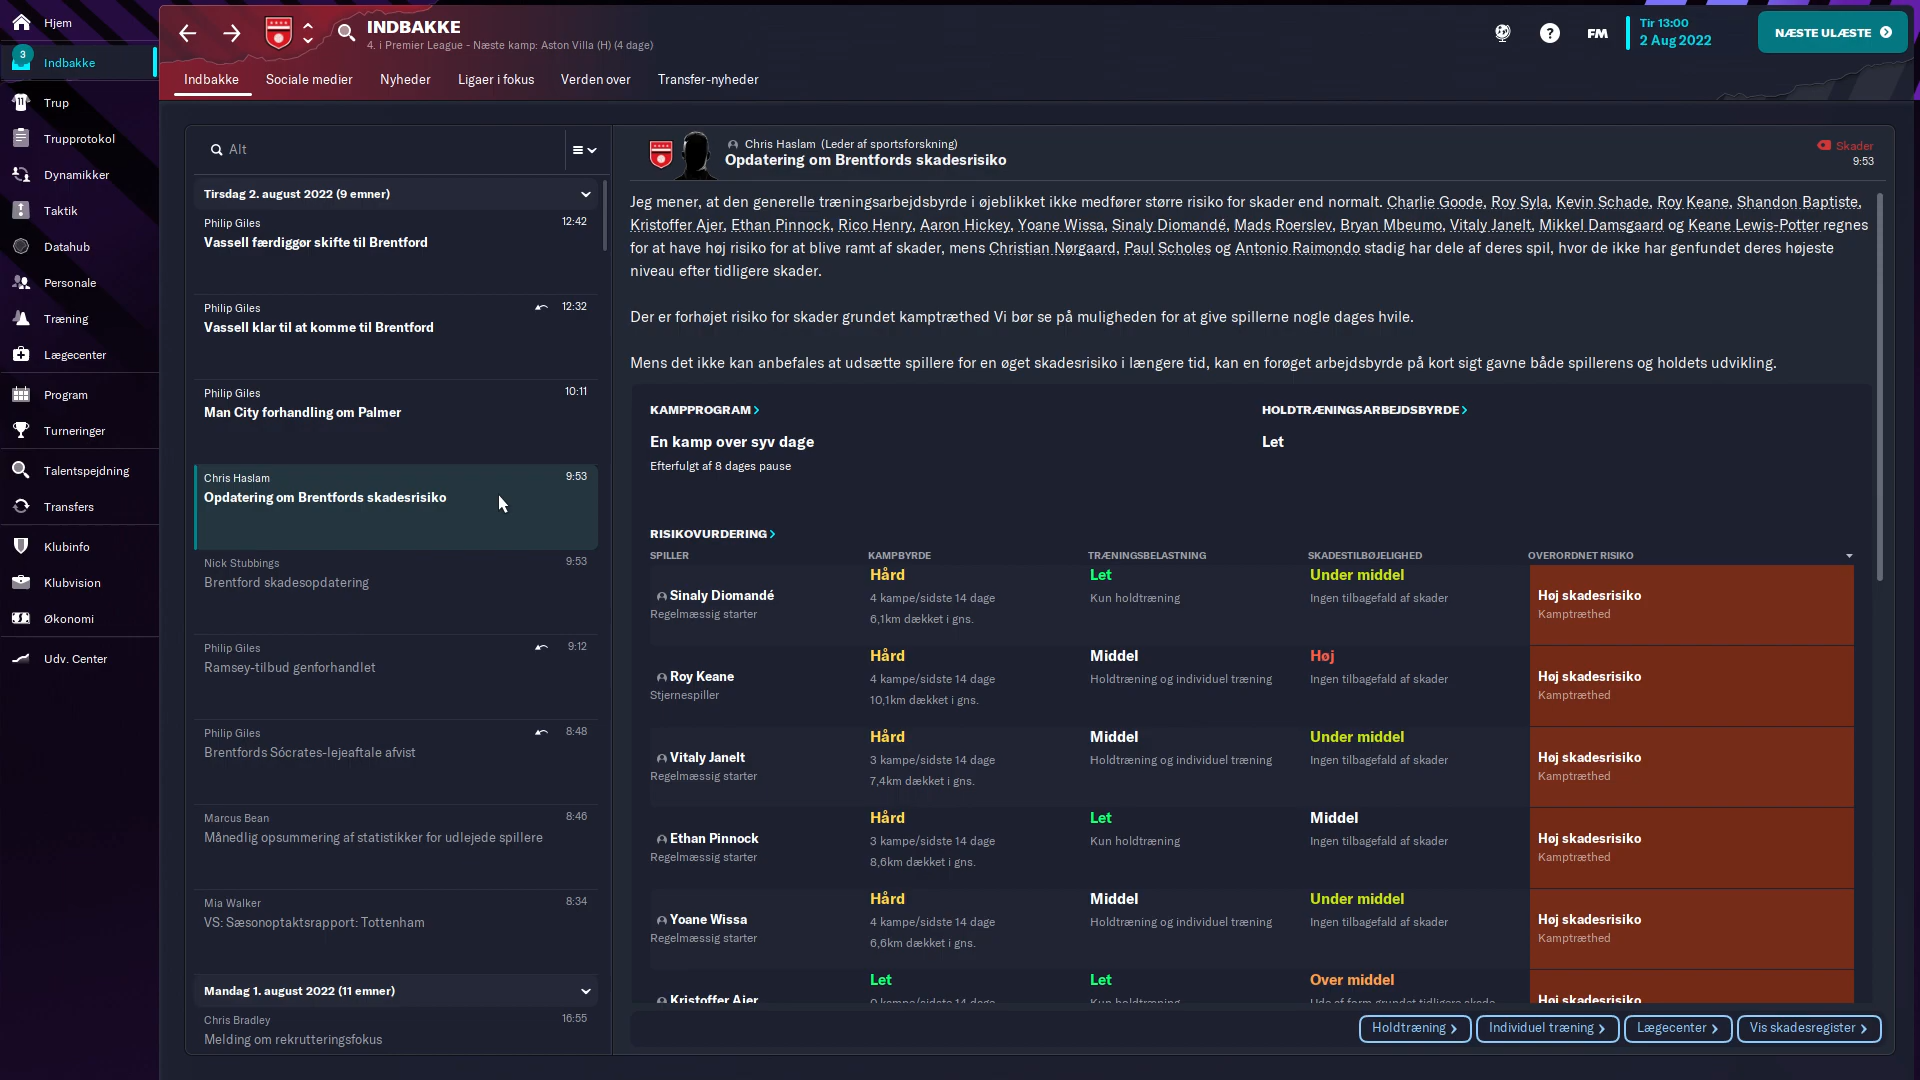 Hjem
3
Indbakke
Trup
Trupprotokol
Dynamikker
Taktik
Datahub
Personale
Træning
Lægecenter
Program
Turneringer
Talentspejdning
Transfers
Klubinfo
Klubvision
Økonomi
Udv. Center
INDBAKKE
4. i Premier League - Næste kamp: Aston Villa (H) (4 dage)
FM
Tir 13:00
2 Aug 2022
NÆSTE ULÆSTE
Indbakke
Sociale medier
Nyheder
Ligaer i fokus
Verden over
Transfer-nyheder
Alt
Tirsdag 2. august 2022 (9 emner)
Philip Giles 12:42
Vassell færdiggør skifte til Brentford
Philip Giles 12:32
Vassell klar til at komme til Brentford
Philip Giles 10:11
Man City forhandling om Palmer
Chris Haslam 9:53
Opdatering om Brentfords skadesrisiko
Nick Stubbings 9:53
Brentford skadesopdatering
Philip Giles 9:12
Ramsey-tilbud genforhandlet
Philip Giles 8:48
Brentfords Sócrates-lejeaftale afvist
Marcus Bean 8:46
Månedlig opsummering af statistikker for udlejede spillere
Mia Walker 8:34
VS: Sæsonoptaktsrapport: Tottenham
Mandag 1. august 2022 (11 emner)
Chris Bradley 16:55
Melding om rekrutteringsfokus
Chris Haslam (Leder af sportsforskning)
Opdatering om Brentfords skadesrisiko
Skader
9:53
Jeg mener, at den generelle træningsarbejdsbyrde i øjeblikket ikke medfører større risiko for skader end normalt. Charlie Goode, Roy Syla, Kevin Schade, Roy Keane, Shandon Baptiste,
Kristoffer Ajer, Ethan Pinnock, Rico Henry, Aaron Hickey, Yoane Wissa, Sinaly Diomandé, Mads Roerslev, Bryan Mbeumo, Vitaly Janelt, Mikkel Damsgaard og Keane Lewis-Potter regnes
for at have høj risiko for at blive ramt af skader, mens Christian Nørgaard, Paul Scholes og Antonio Raimondo stadig har dele af deres spil, hvor de ikke har genfundet deres højeste
niveau efter tidligere skader.
Der er forhøjet risiko for skader grundet kamptræthed Vi bør se på muligheden for at give spillerne nogle dages hvile.
Mens det ikke kan anbefales at udsætte spillere for en øget skadesrisiko i længere tid, kan en forøget arbejdsbyrde på kort sigt gavne både spillerens og holdets udvikling.
KAMPPROGRAM
En kamp over syv dage
Efterfulgt af 8 dages pause
HOLDTRÆNINGSARBEJDSBYRDE
Let
RISIKOVURDERING
SPILLER KAMPBYRDE TRÆNINGSBELASTNING SKADESTILBØJELIGHED OVERORDNET RISIKO
Hård Let Under middel
Sinaly Diomandé 4 kampe/sidste 14 dage Kun holdtræning Ingen tilbagefald af skader Høj skadesrisiko
Regelmæssig starter 6,1km dækket i gns. Kamptræthed
Hård Middel Høj
Roy Keane 4 kampe/sidste 14 dage Holdtræning og individuel træning Ingen tilbagefald af skader Høj skadesrisiko
Stjernespiller 10,1km dækket i gns. Kamptræthed
Hård Middel Under middel
Vitaly Janelt 3 kampe/sidste 14 dage Holdtræning og individuel træning Ingen tilbagefald af skader Høj skadesrisiko
Regelmæssig starter 7,4km dækket i gns. Kamptræthed
Hård Let Middel
Ethan Pinnock 3 kampe/sidste 14 dage Kun holdtræning Ingen tilbagefald af skader Høj skadesrisiko
Regelmæssig starter 8,6km dækket i gns. Kamptræthed
Hård Middel Under middel
Yoane Wissa 4 kampe/sidste 14 dage Holdtræning og individuel træning Ingen tilbagefald af skader Høj skadesrisiko
Regelmæssig starter 6,6km dækket i gns. Kamptræthed
Let Let Over middel
Kristoffer Ajer 0 kampe/sidste 14 dage Kun holdtræning Ude af form grundet tidligere skade Høj skadesrisiko
Holdtræning
Individuel træning
Lægecenter
Vis skadesregister